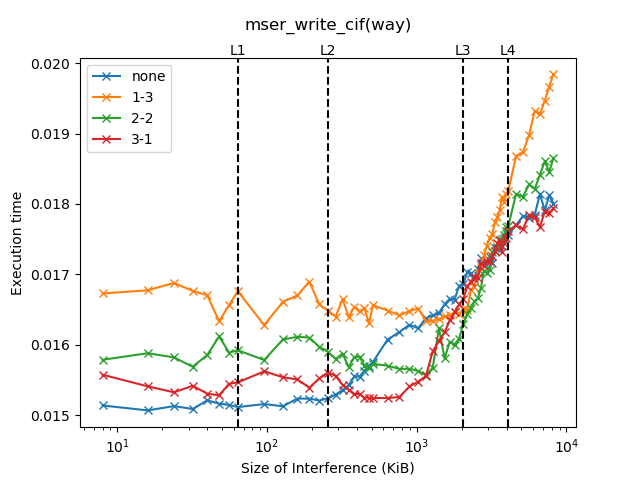 mser_write_cif(way)
L1 L2 L3 L4
none
1-3
2-2
3-1
0.020
0.019
0.018
0.017
0.016
0.015
Execution time
10¹ 10² 10³ 10⁴
Size of Interference (KiB)